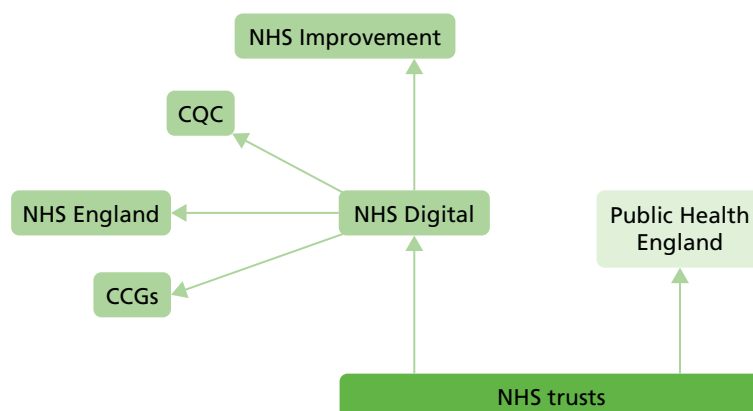 NHS Improvement
CQC
NHS England
NHS Digital
Public Health
England
CCGs
NHS trusts